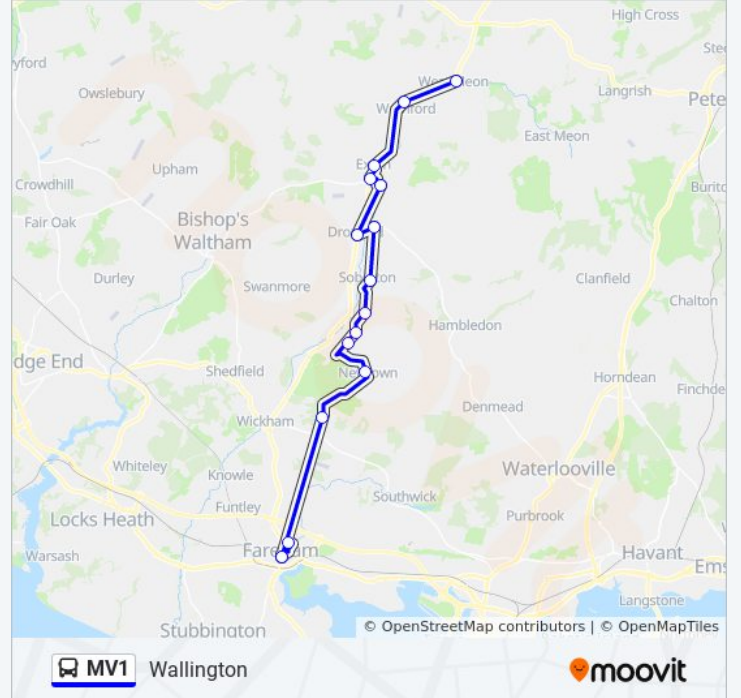 High Cross
Owslebury
Langrish
East Meon
Upham
Crowdhill
Fair Oak
Bishop's
Waltham
Durley
Swanmore
Clanfield
Chalton
Hambledon
Shedfield
Horndean
Denmead
Wickham
Waterlooville
Whiteley
Knowle
Southwick
Funtley
Purbrook
Locks Heath
Warsash
Havant
Langstone
Stubbington
© OpenStreetMap contributors | © OpenMapTiles
MV1
Wallington
moovit